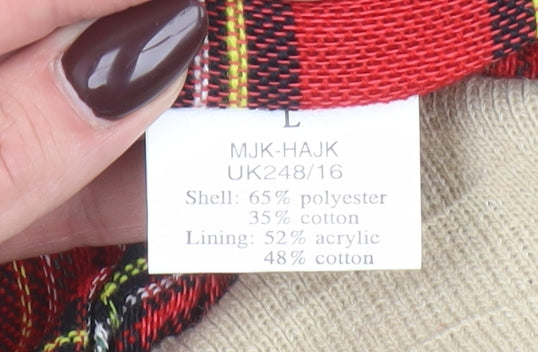 L
MJK-HAJK
UK248/16
Shell: 65% polyester
35% cotton
Lining: 52% acrylic
48% cotton